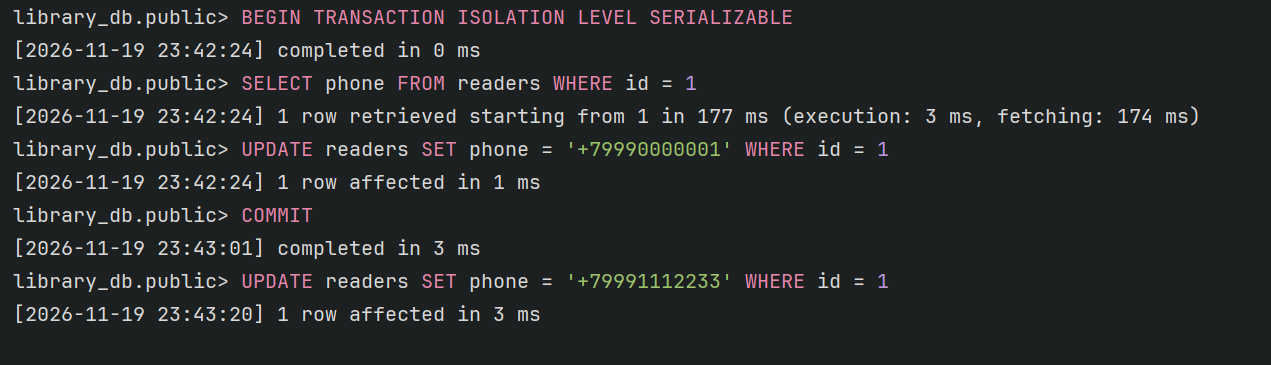 library_db.public> BEGIN TRANSACTION ISOLATION LEVEL SERIALIZABLE
[2026-11-19 23:42:24] completed in 0 ms
library_db.public> SELECT phone FROM readers WHERE id = 1
[2026-11-19 23:42:24] 1 row retrieved starting from 1 in 177 ms (execution: 3 ms, fetching: 174 ms)
library_db.public> UPDATE readers SET phone = '+79990000001' WHERE id = 1
[2026-11-19 23:42:24] 1 row affected in 1 ms
library_db.public> COMMIT
[2026-11-19 23:43:01] completed in 3 ms
library_db.public> UPDATE readers SET phone = '+79991112233' WHERE id = 1
[2026-11-19 23:43:20] 1 row affected in 3 ms